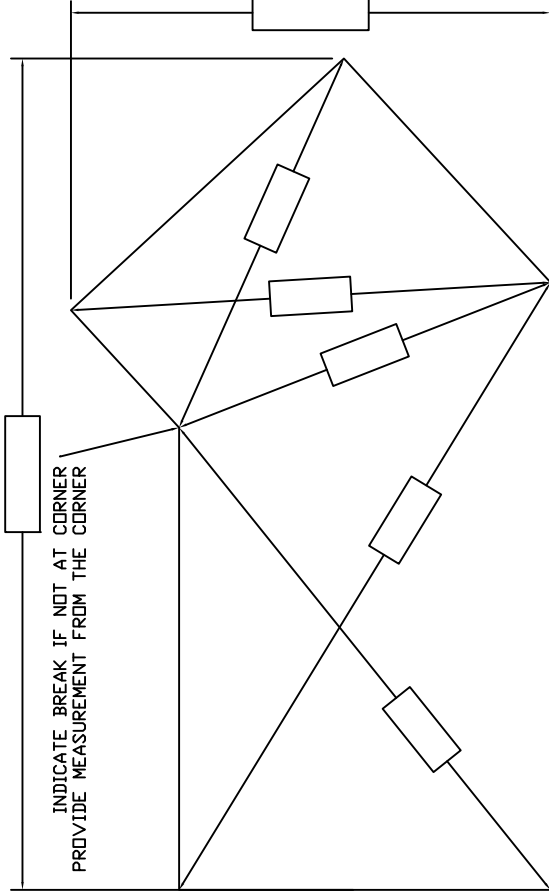 INDICATE BREAK IF NOT AT CORNER
PROVIDE MEASUREMENT FROM THE CORNER